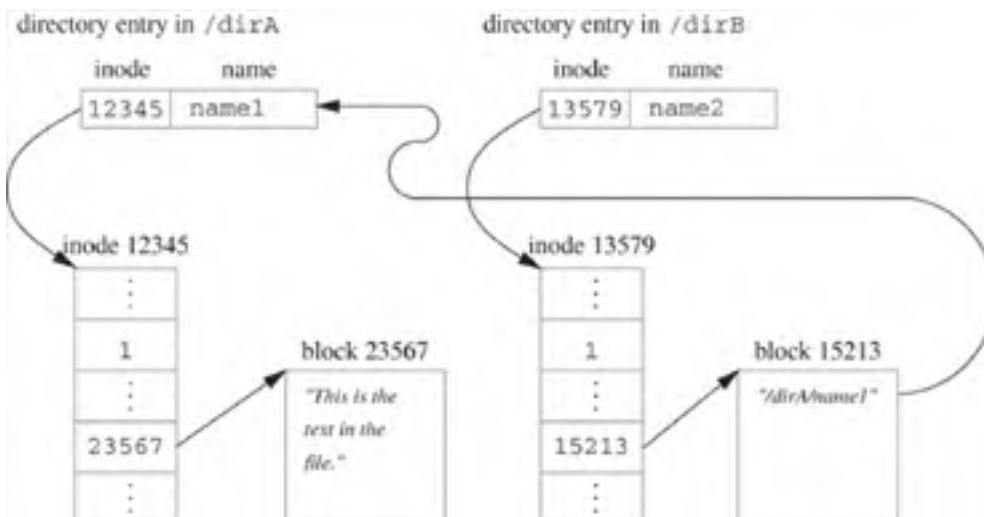 directory entry in /dirA
directory entry in /dirB
inode name
inode name
12345 name1
13579 name2
inode 12345
inode 13579
1
block 23567
1
block 15213
"This is the
text in the
file."
"/dirA/name1"
23567
15213